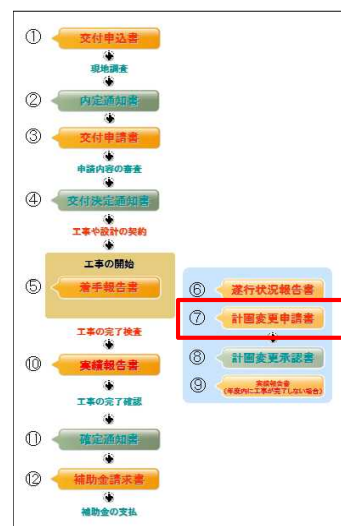 ① 交付申込書
現地調査
② 内定通知書
③ 交付申請書
申請内容の審査
④ 交付決定通知書
工事や設計の契約
工事の開始
⑤ 着手報告書
工事の完了検査
⑩ 実績報告書
工事の完了確認
⑪ 確定通知書
⑫ 補助金請求書
補助金の支払
⑥ 遂行状況報告書
⑦ 計画変更申請書
⑧ 計画変更承認書
⑨ 実績報告書
(年度内に工事が完了しない場合)